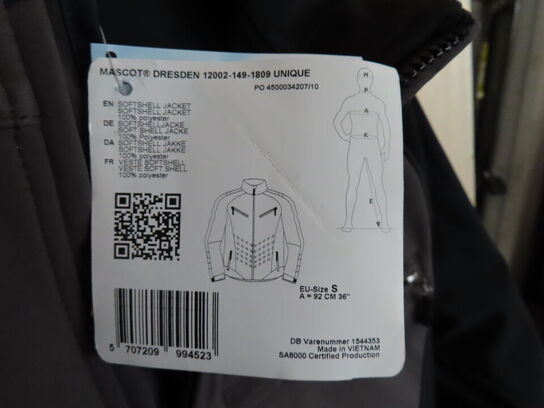 MASCOT® DRESDEN 12002-149-1809 UNIQUE
PO 4500034207/10
EN SOFTSHELL JACKET
SOFTSHELL JACKET
100% polyester
DE SOFTSHELLJACKE
SOFT SHELL JACKE
100% polyester
DA SOFTSHELL JAKKE
SOFTSHELL JAKKE
100% polyester
FR VESTE SOFTSHELL
VESTE SOFT SHELL
100% polyester
H
P
A
K
E
EU-Size S
A = 92 CM 36"
5 707209 994523
DB Varenummer 1544353
Made in VIETNAM
SA8000 Certified Production